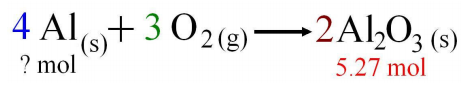 4 Al(s) + 3 O₂(g) ⟶ 2Al₂O₃ (s)
? mol 5.27 mol